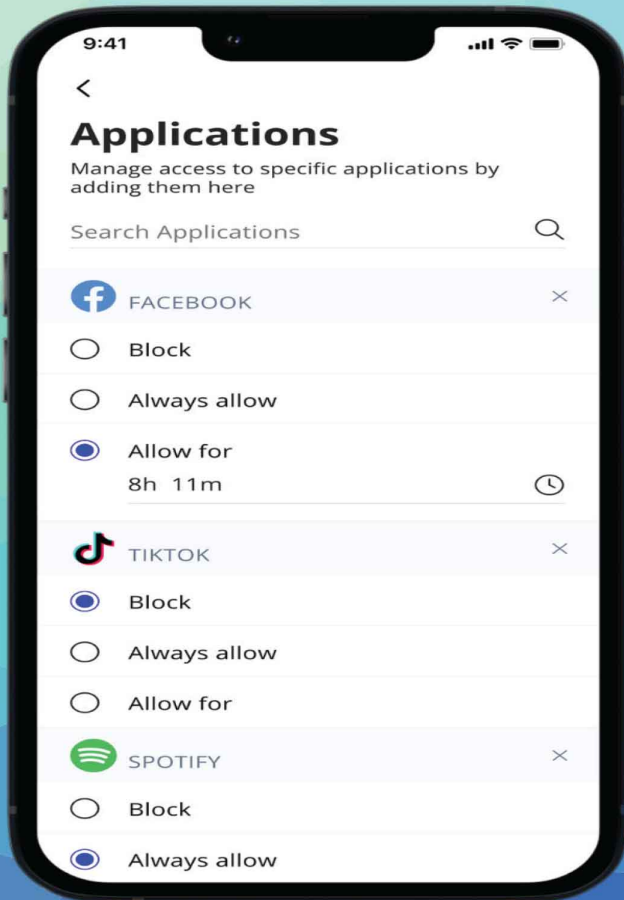 9:41
Applications
Manage access to specific applications by
adding them here
Search Applications
FACEBOOK
Block
Always allow
Allow for
8h 11m
TIKTOK
Block
Always allow
Allow for
SPOTIFY
Block
Always allow